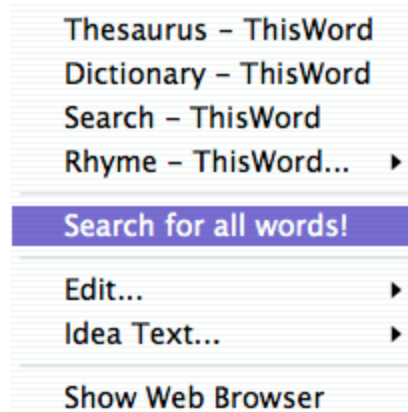 Thesaurus – ThisWord
Dictionary – ThisWord
Search – ThisWord
Rhyme – ThisWord...
Search for all words!
Edit...
Idea Text...
Show Web Browser